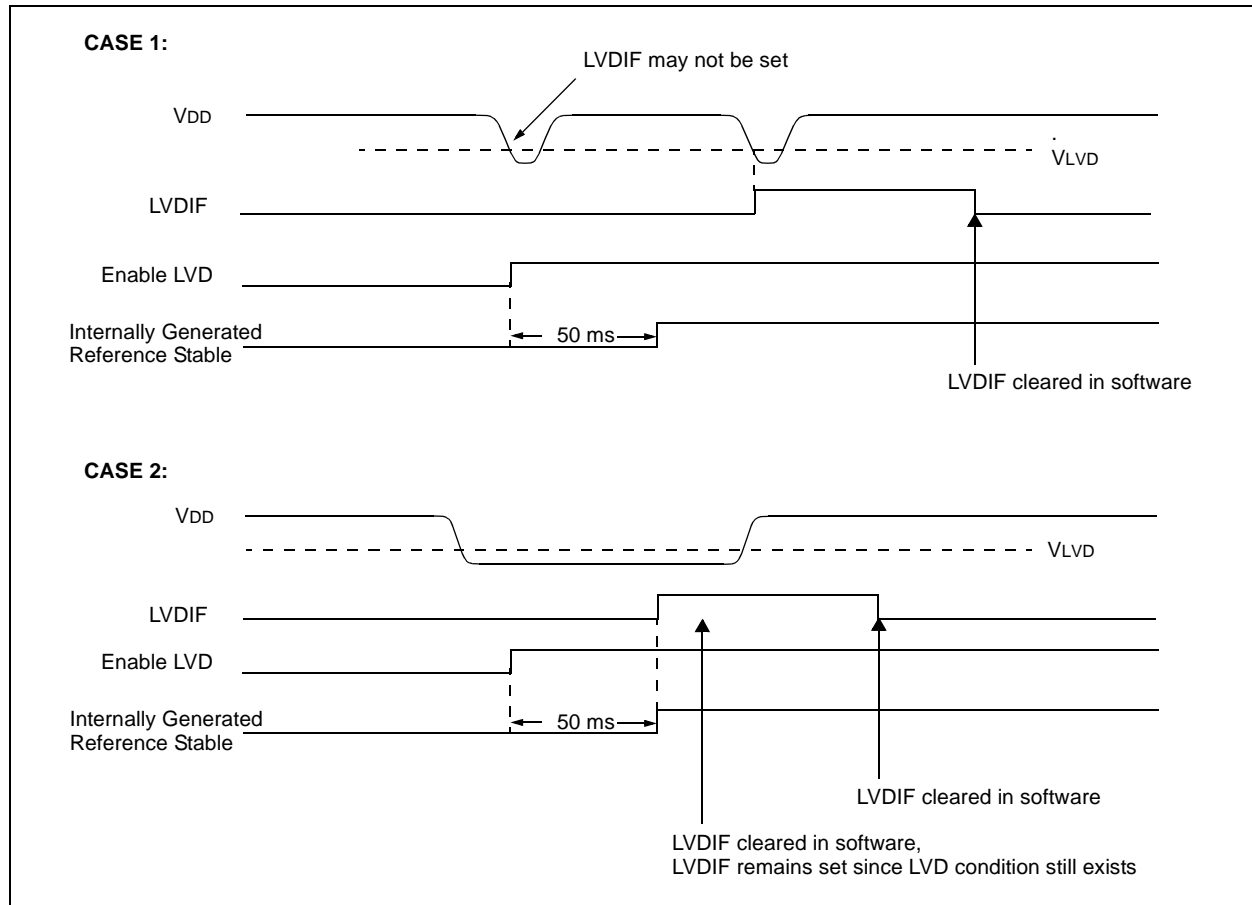 CASE 1:
LVDIF may not be set
VDD
.
VLVD
LVDIF
Enable LVD
Internally Generated
Reference Stable
50 ms
LVDIF cleared in software
CASE 2:
VDD
VLVD
LVDIF
Enable LVD
Internally Generated
Reference Stable
50 ms
LVDIF cleared in software
LVDIF cleared in software,
LVDIF remains set since LVD condition still exists